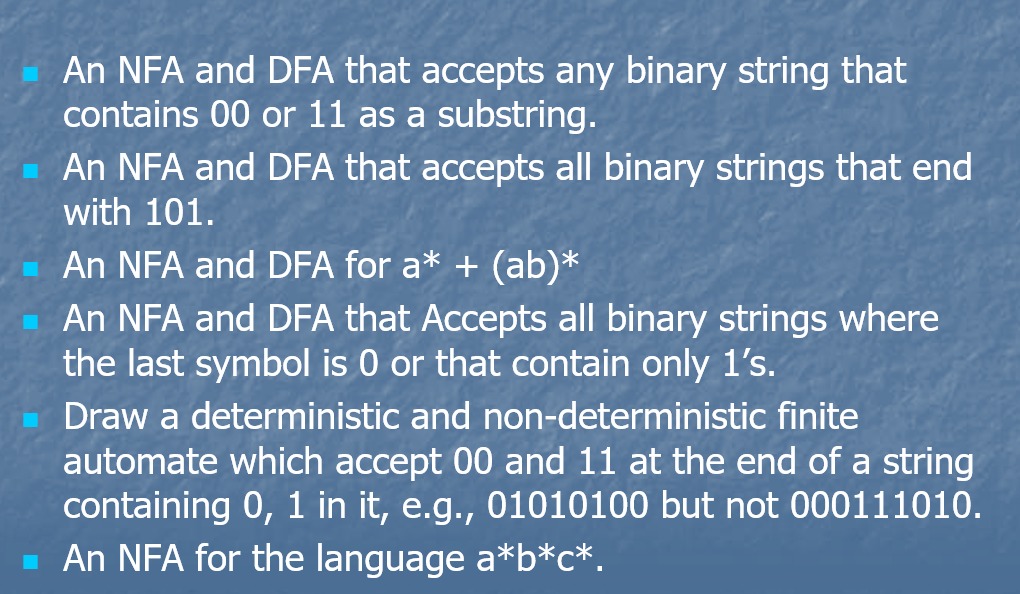 An NFA and DFA that accepts any binary string that
contains 00 or 11 as a substring.
An NFA and DFA that accepts all binary strings that end
with 101.
An NFA and DFA for a* + (ab)*
An NFA and DFA that Accepts all binary strings where
the last symbol is 0 or that contain only 1’s.
Draw a deterministic and non-deterministic finite
automate which accept 00 and 11 at the end of a string
containing 0, 1 in it, e.g., 01010100 but not 000111010.
An NFA for the language a*b*c*.